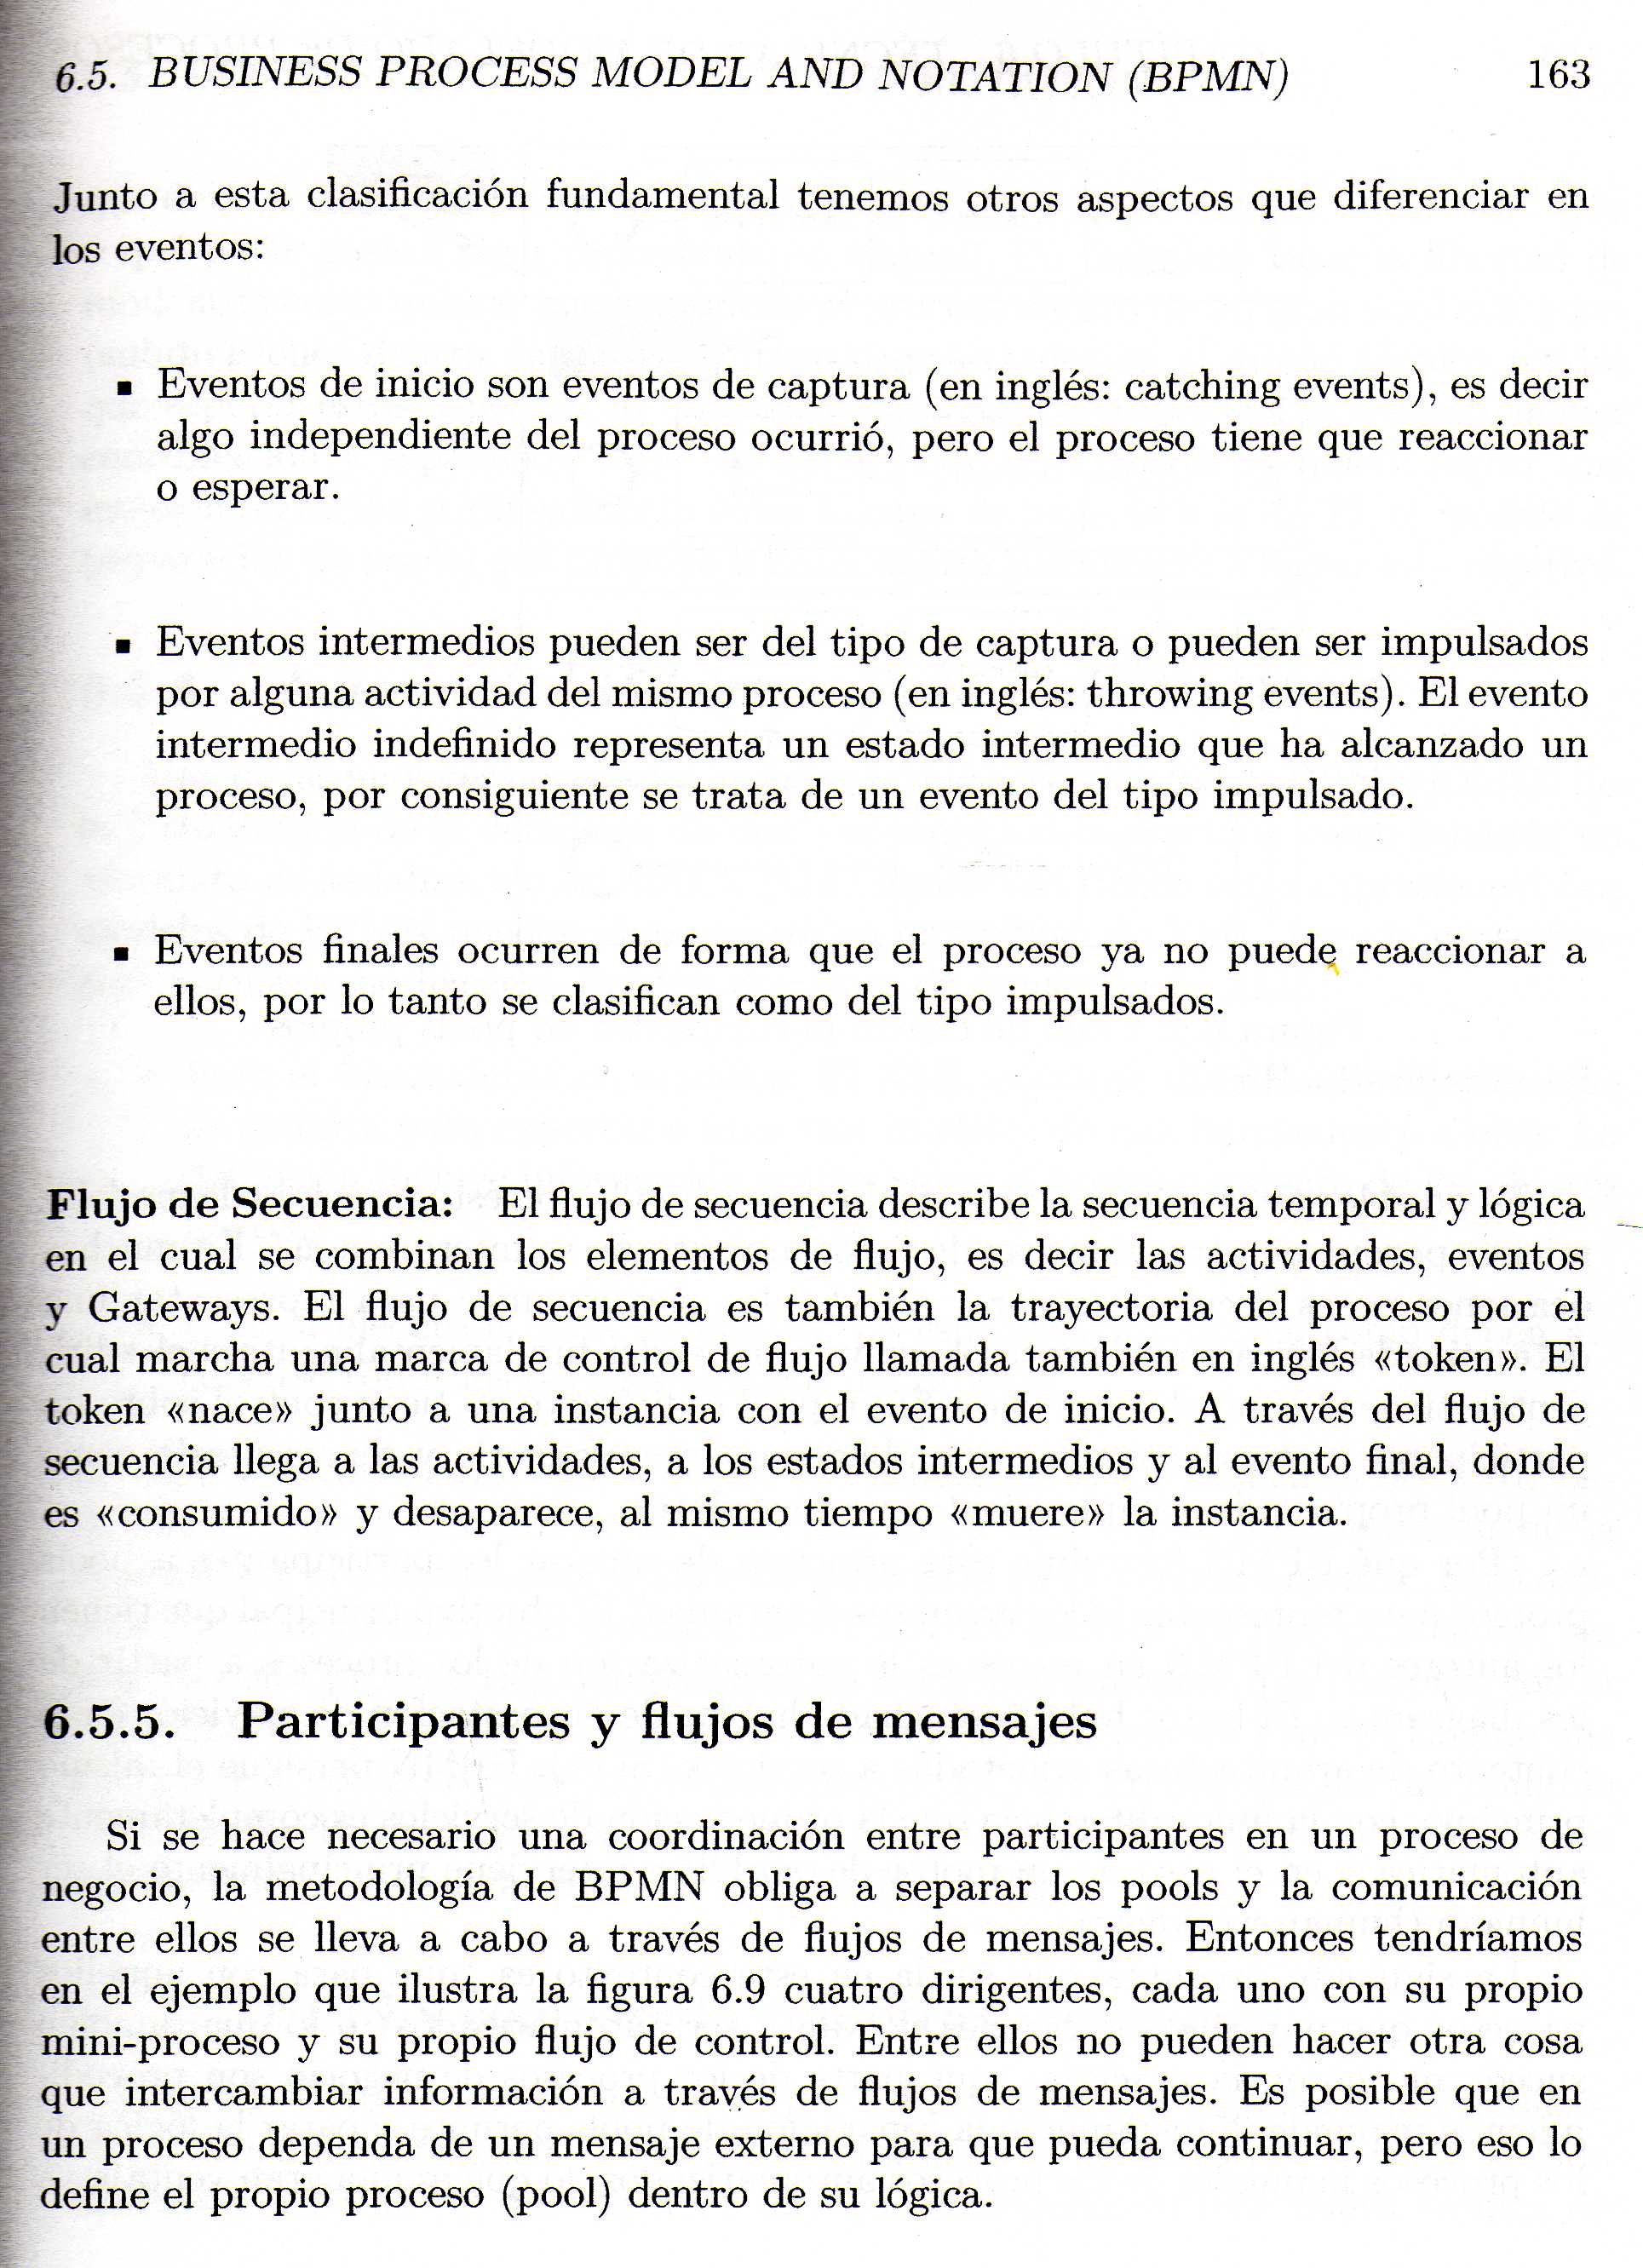 6.5. BUSINESS PROCESS MODEL AND NOTATION (BPMN) 163
Junto a esta clasificación fundamental tenemos otros aspectos que diferenciar en
los eventos:
▪ Eventos de inicio son eventos de captura (en inglés: catching events), es decir
algo independiente del proceso ocurrió, pero el proceso tiene que reaccionar
o esperar.
▪ Eventos intermedios pueden ser del tipo de captura o pueden ser impulsados
por alguna actividad del mismo proceso (en inglés: throwing events). El evento
intermedio indefinido representa un estado intermedio que ha alcanzado un
proceso, por consiguiente se trata de un evento del tipo impulsado.
▪ Eventos finales ocurren de forma que el proceso ya no puede reaccionar a
ellos, por lo tanto se clasifican como del tipo impulsados.
Flujo de Secuencia: El flujo de secuencia describe la secuencia temporal y lógica
en el cual se combinan los elementos de flujo, es decir las actividades, eventos
y Gateways. El flujo de secuencia es también la trayectoria del proceso por el
cual marcha una marca de control de flujo llamada también en inglés «token». El
token «nace» junto a una instancia con el evento de inicio. A través del flujo de
secuencia llega a las actividades, a los estados intermedios y al evento final, donde
es «consumido» y desaparece, al mismo tiempo «muere» la instancia.
6.5.5. Participantes y flujos de mensajes
Si se hace necesario una coordinación entre participantes en un proceso de
negocio, la metodología de BPMN obliga a separar los pools y la comunicación
entre ellos se lleva a cabo a través de flujos de mensajes. Entonces tendríamos
en el ejemplo que ilustra la figura 6.9 cuatro dirigentes, cada uno con su propio
mini-proceso y su propio flujo de control. Entre ellos no pueden hacer otra cosa
que intercambiar información a través de flujos de mensajes. Es posible que en
un proceso dependa de un mensaje externo para que pueda continuar, pero eso lo
define el propio proceso (pool) dentro de su lógica.